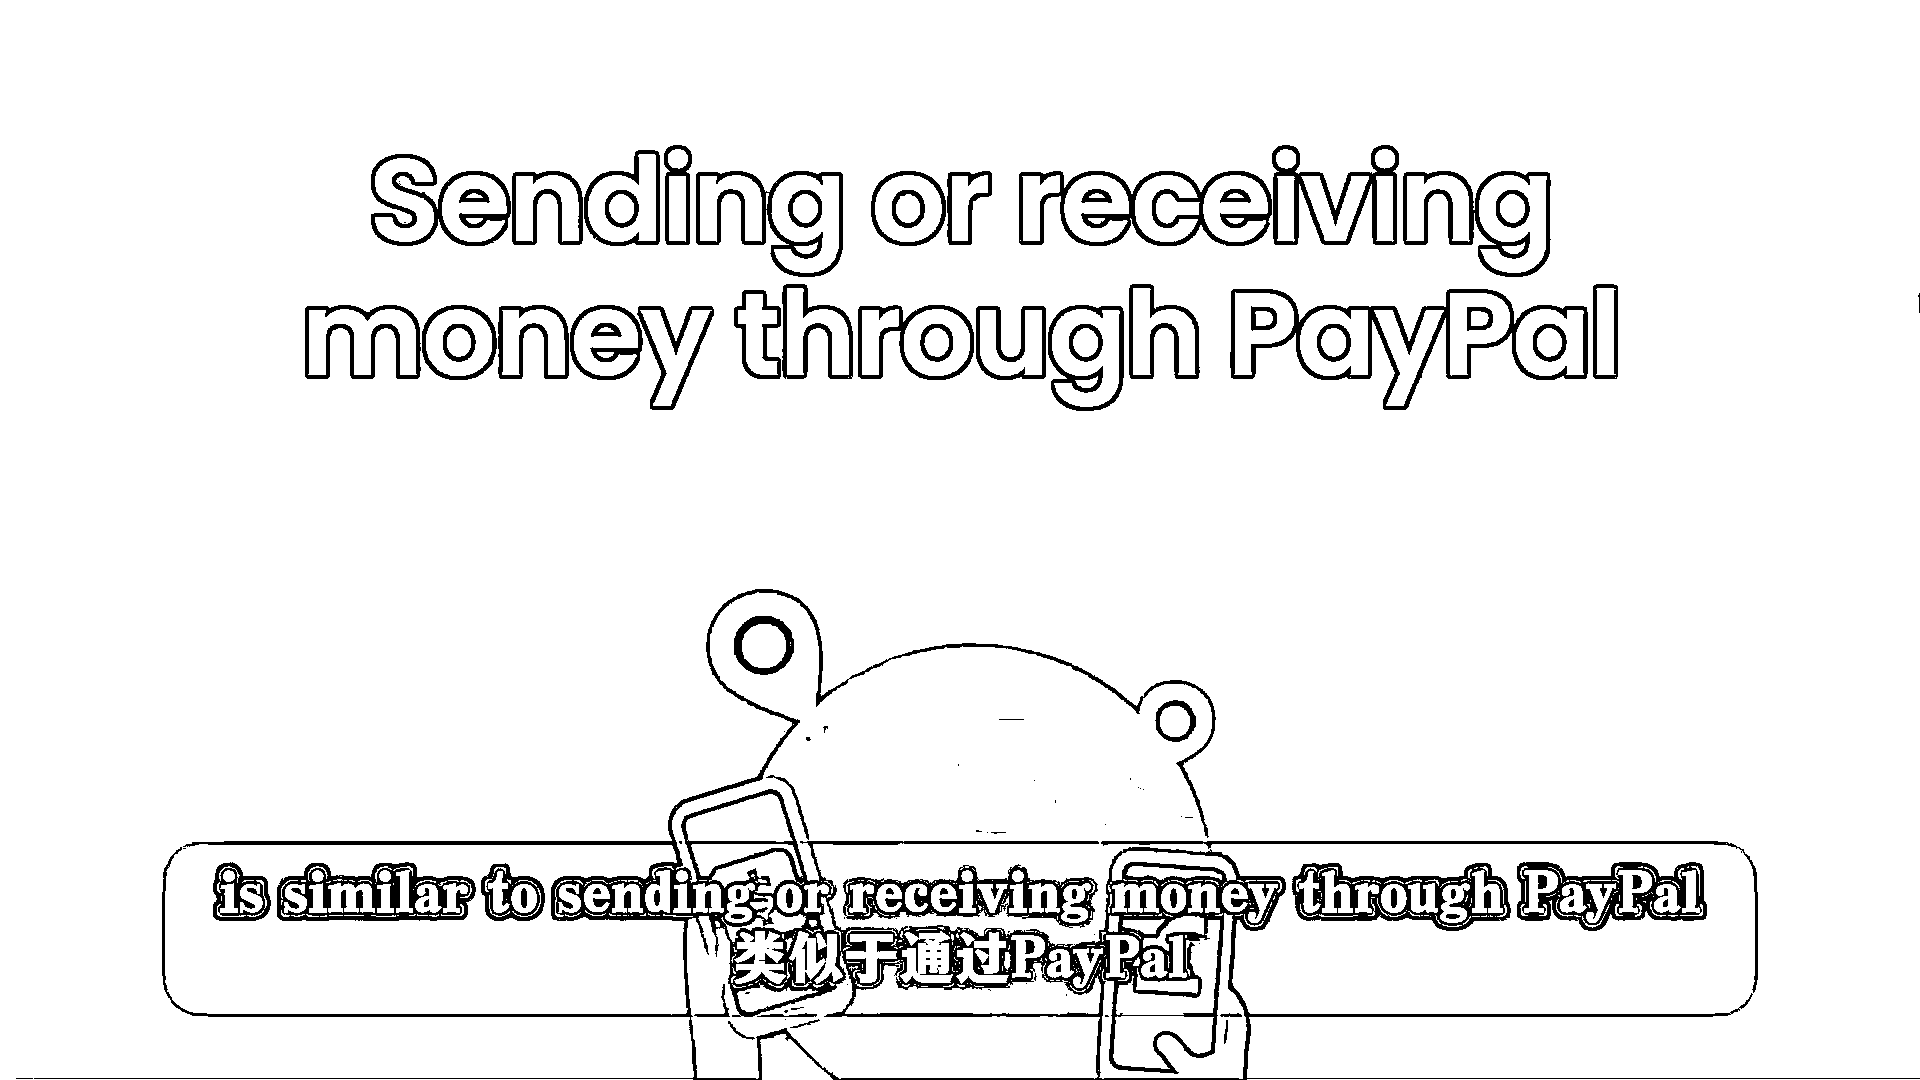 Sending or receiving
money through PayPal
is similar to sending or receiving money through PayPal
类似于通过PayPal